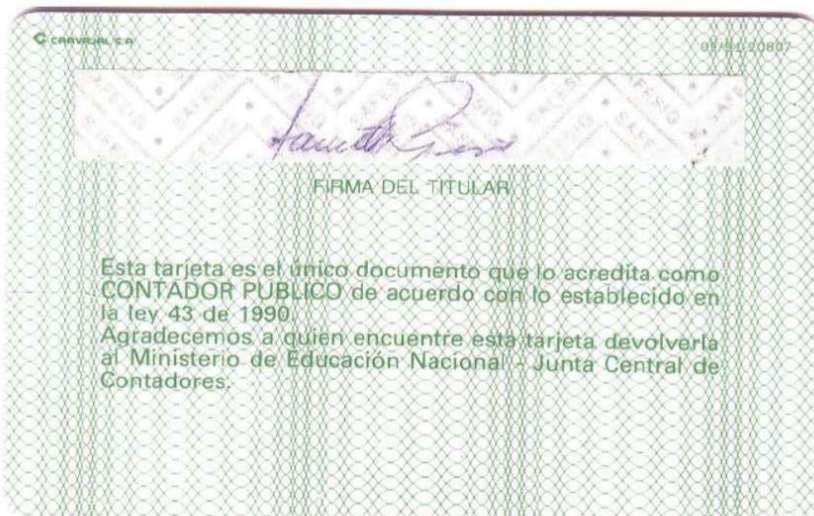 CARVAJAL S.A.
FIRMA DEL TITULAR
Esta tarjeta es el único documento que lo acredita como
CONTADOR PUBLICO de acuerdo con lo establecido en
la ley 43 de 1990.
Agradecemos a quien encuentre esta tarjeta devolverla
al Ministerio de Educación Nacional - Junta Central de
Contadores.